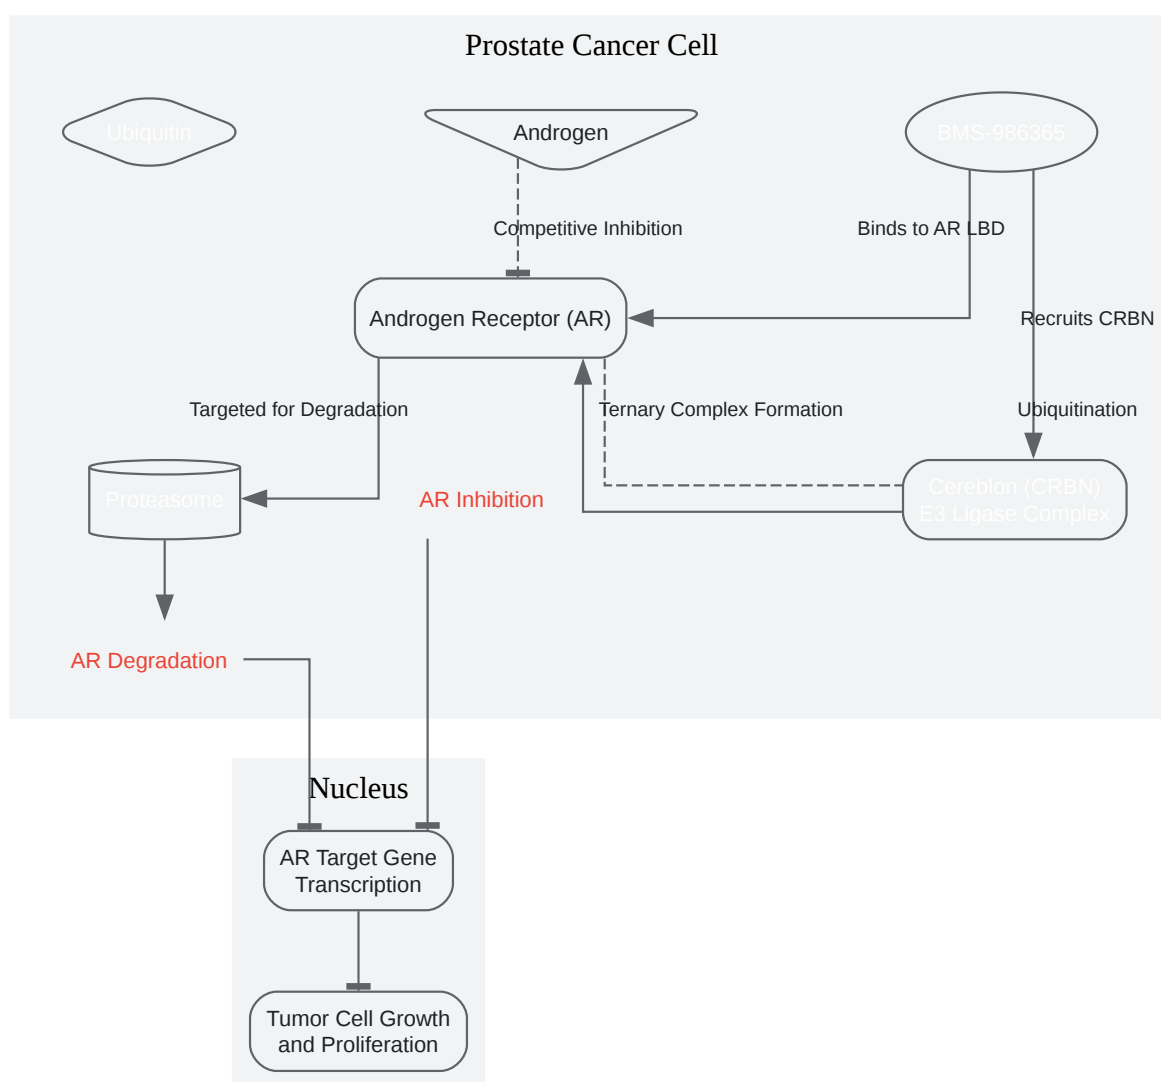 Prostate Cancer Cell
Ubiquitin
Androgen
BMS-986365
Competitive Inhibition
Binds to AR LBD
Androgen Receptor (AR)
Recruits CRBN
Targeted for Degradation
Ternary Complex Formation
Ubiquitination
Proteasome
AR Inhibition
Cereblon (CRBN)
E3 Ligase Complex
AR Degradation
Nucleus
AR Target Gene
Transcription
Tumor Cell Growth
and Proliferation